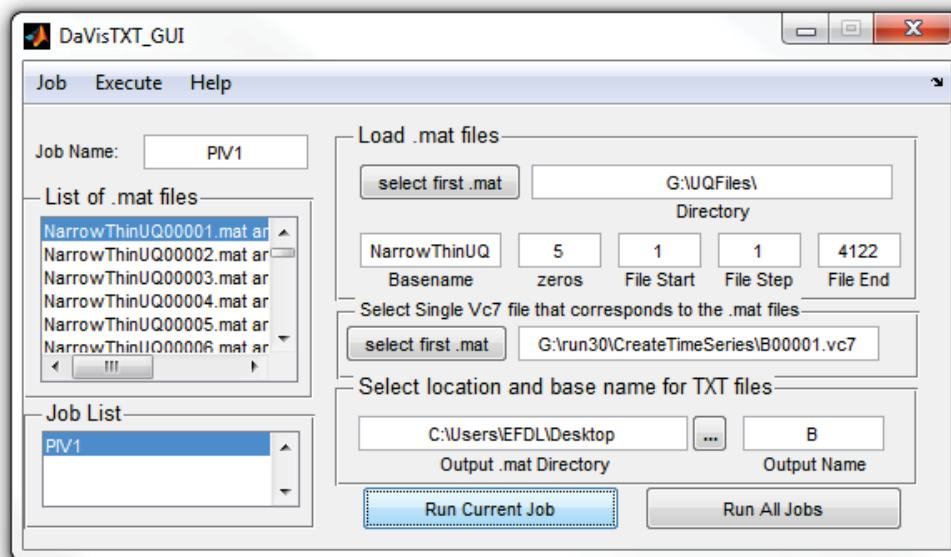 DaVisTXT_GUI
Job Execute Help
Job Name: PIV1
List of .mat files
NarrowThinUQ00001.mat ar
NarrowThinUQ00002.mat ar
NarrowThinUQ00003.mat ar
NarrowThinUQ00004.mat ar
NarrowThinUQ00005.mat ar
NarrowThinUQ00006.mat ar
Job List
PIV1
Load .mat files
select first .mat G:\UQFiles\
Directory
NarrowThinUQ 5 1 1 4122
Basename zeros File Start File Step File End
Select Single Vc7 file that corresponds to the .mat files
select first .mat G:\run30\CreateTimeSeries\B00001.vc7
Select location and base name for TXT files
C:\Users\EFDL\Desktop ... B
Output .mat Directory Output Name
Run Current Job Run All Jobs